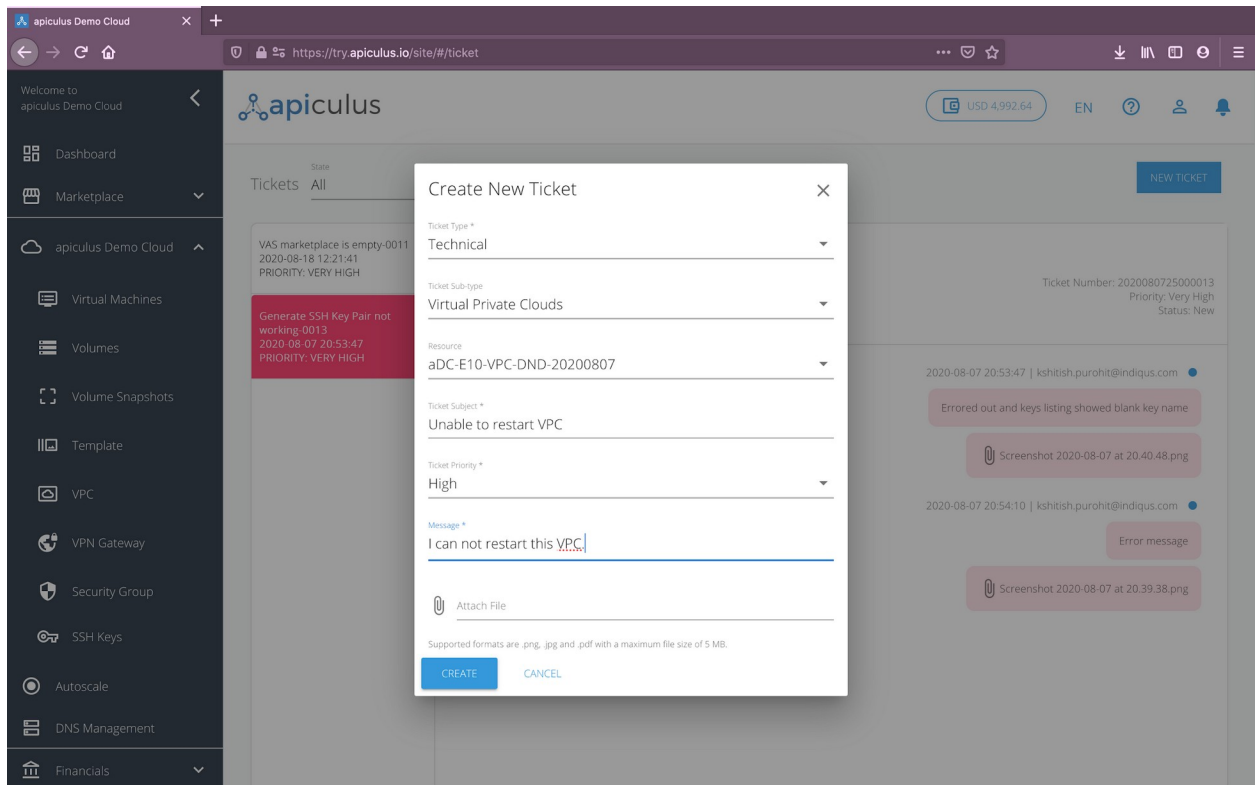 apiculus Demo Cloud
https://try.apiculus.io/site/#/ticket
Welcome to
apiculus Demo Cloud
Dashboard
Marketplace
apiculus Demo Cloud
Virtual Machines
Volumes
Volume Snapshots
Template
VPC
VPN Gateway
Security Group
SSH Keys
Autoscale
DNS Management
Financials
apiculus
USD 4,992.64
EN
Tickets
State
All
NEW TICKET
VAS marketplace is empty-0011
2020-08-18 12:21:41
PRIORITY: VERY HIGH
Generate SSH Key Pair not
working-0013
2020-08-07 20:53:47
PRIORITY: VERY HIGH
Create New Ticket
Ticket Type *
Technical
Ticket Sub-type
Virtual Private Clouds
Resource
aDC-E10-VPC-DND-20200807
Ticket Subject *
Unable to restart VPC
Ticket Priority *
High
Message *
I can not restart this VPC.
Attach File
Supported formats are .png, .jpg and .pdf with a maximum file size of 5 MB.
CREATE
CANCEL
Ticket Number: 2020080725000013
Priority: Very High
Status: New
2020-08-07 20:53:47 | kshitish.purohit@indiqus.com
Errored out and keys listing showed blank key name
Screenshot 2020-08-07 at 20.40.48.png
2020-08-07 20:54:10 | kshitish.purohit@indiqus.com
Error message
Screenshot 2020-08-07 at 20.39.38.png